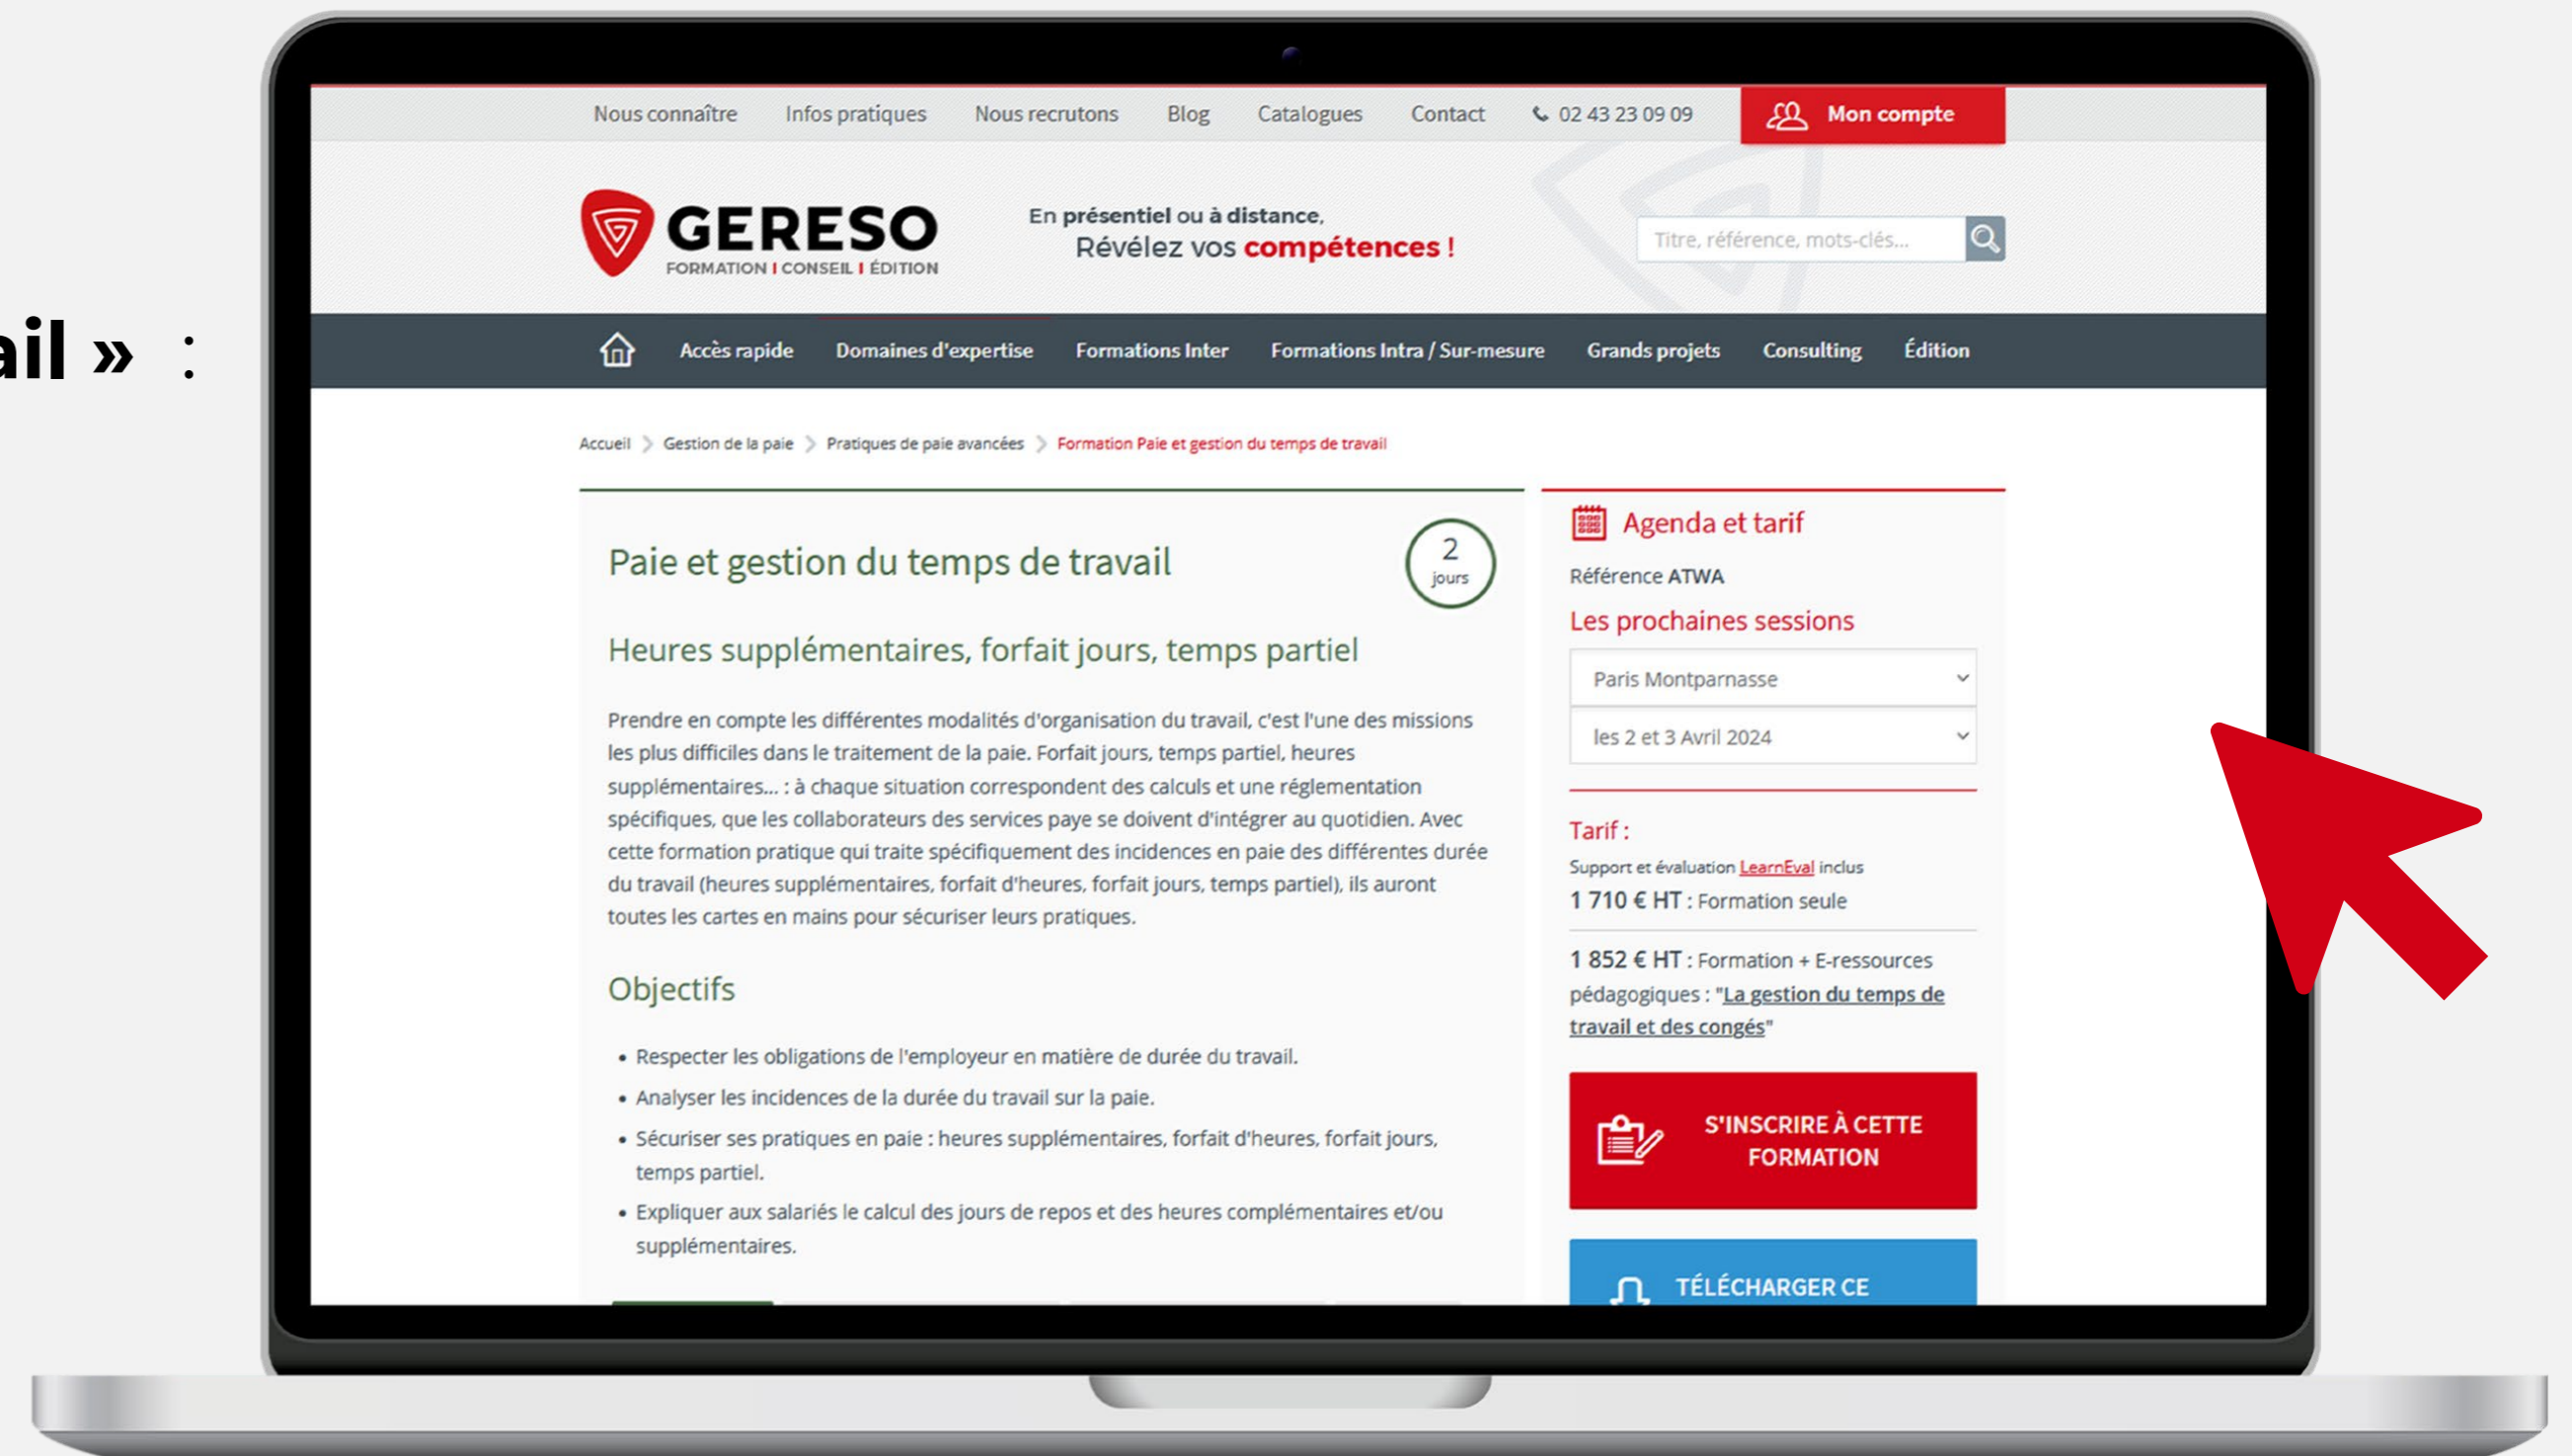 ail » :
Nous connaître Infos pratiques Nous recrutons Blog Catalogues Contact 02 43 23 09 09 Mon compte
GERESO
FORMATION I CONSEIL I ÉDITION
En présentiel ou à distance,
Révélez vos compétences !
Titre, référence, mots-clés...
Accès rapide Domaines d'expertise Formations Inter Formations Intra / Sur-mesure Grands projets Consulting Édition
Accueil > Gestion de la paie > Pratiques de paie avancées > Formation Paie et gestion du temps de travail
Paie et gestion du temps de travail
2
jours
Heures supplémentaires, forfait jours, temps partiel
Prendre en compte les différentes modalités d'organisation du travail, c'est l'une des missions
les plus difficiles dans le traitement de la paie. Forfait jours, temps partiel, heures
supplémentaires... : à chaque situation correspondent des calculs et une réglementation
spécifiques, que les collaborateurs des services paye se doivent d'intégrer au quotidien. Avec
cette formation pratique qui traite spécifiquement des incidences en paie des différentes durée
du travail (heures supplémentaires, forfait d'heures, forfait jours, temps partiel), ils auront
toutes les cartes en mains pour sécuriser leurs pratiques.
Objectifs
• Respecter les obligations de l'employeur en matière de durée du travail.
• Analyser les incidences de la durée du travail sur la paie.
• Sécuriser ses pratiques en paie : heures supplémentaires, forfait d'heures, forfait jours,
temps partiel.
• Expliquer aux salariés le calcul des jours de repos et des heures complémentaires et/ou
supplémentaires.
Agenda et tarif
Référence ATWA
Les prochaines sessions
Paris Montparnasse
les 2 et 3 Avril 2024
Tarif :
Support et évaluation LearnEval inclus
1 710 € HT : Formation seule
1 852 € HT : Formation + E-ressources
pédagogiques : "La gestion du temps de
travail et des congés"
S'INSCRIRE À CETTE
FORMATION
TÉLÉCHARGER CE